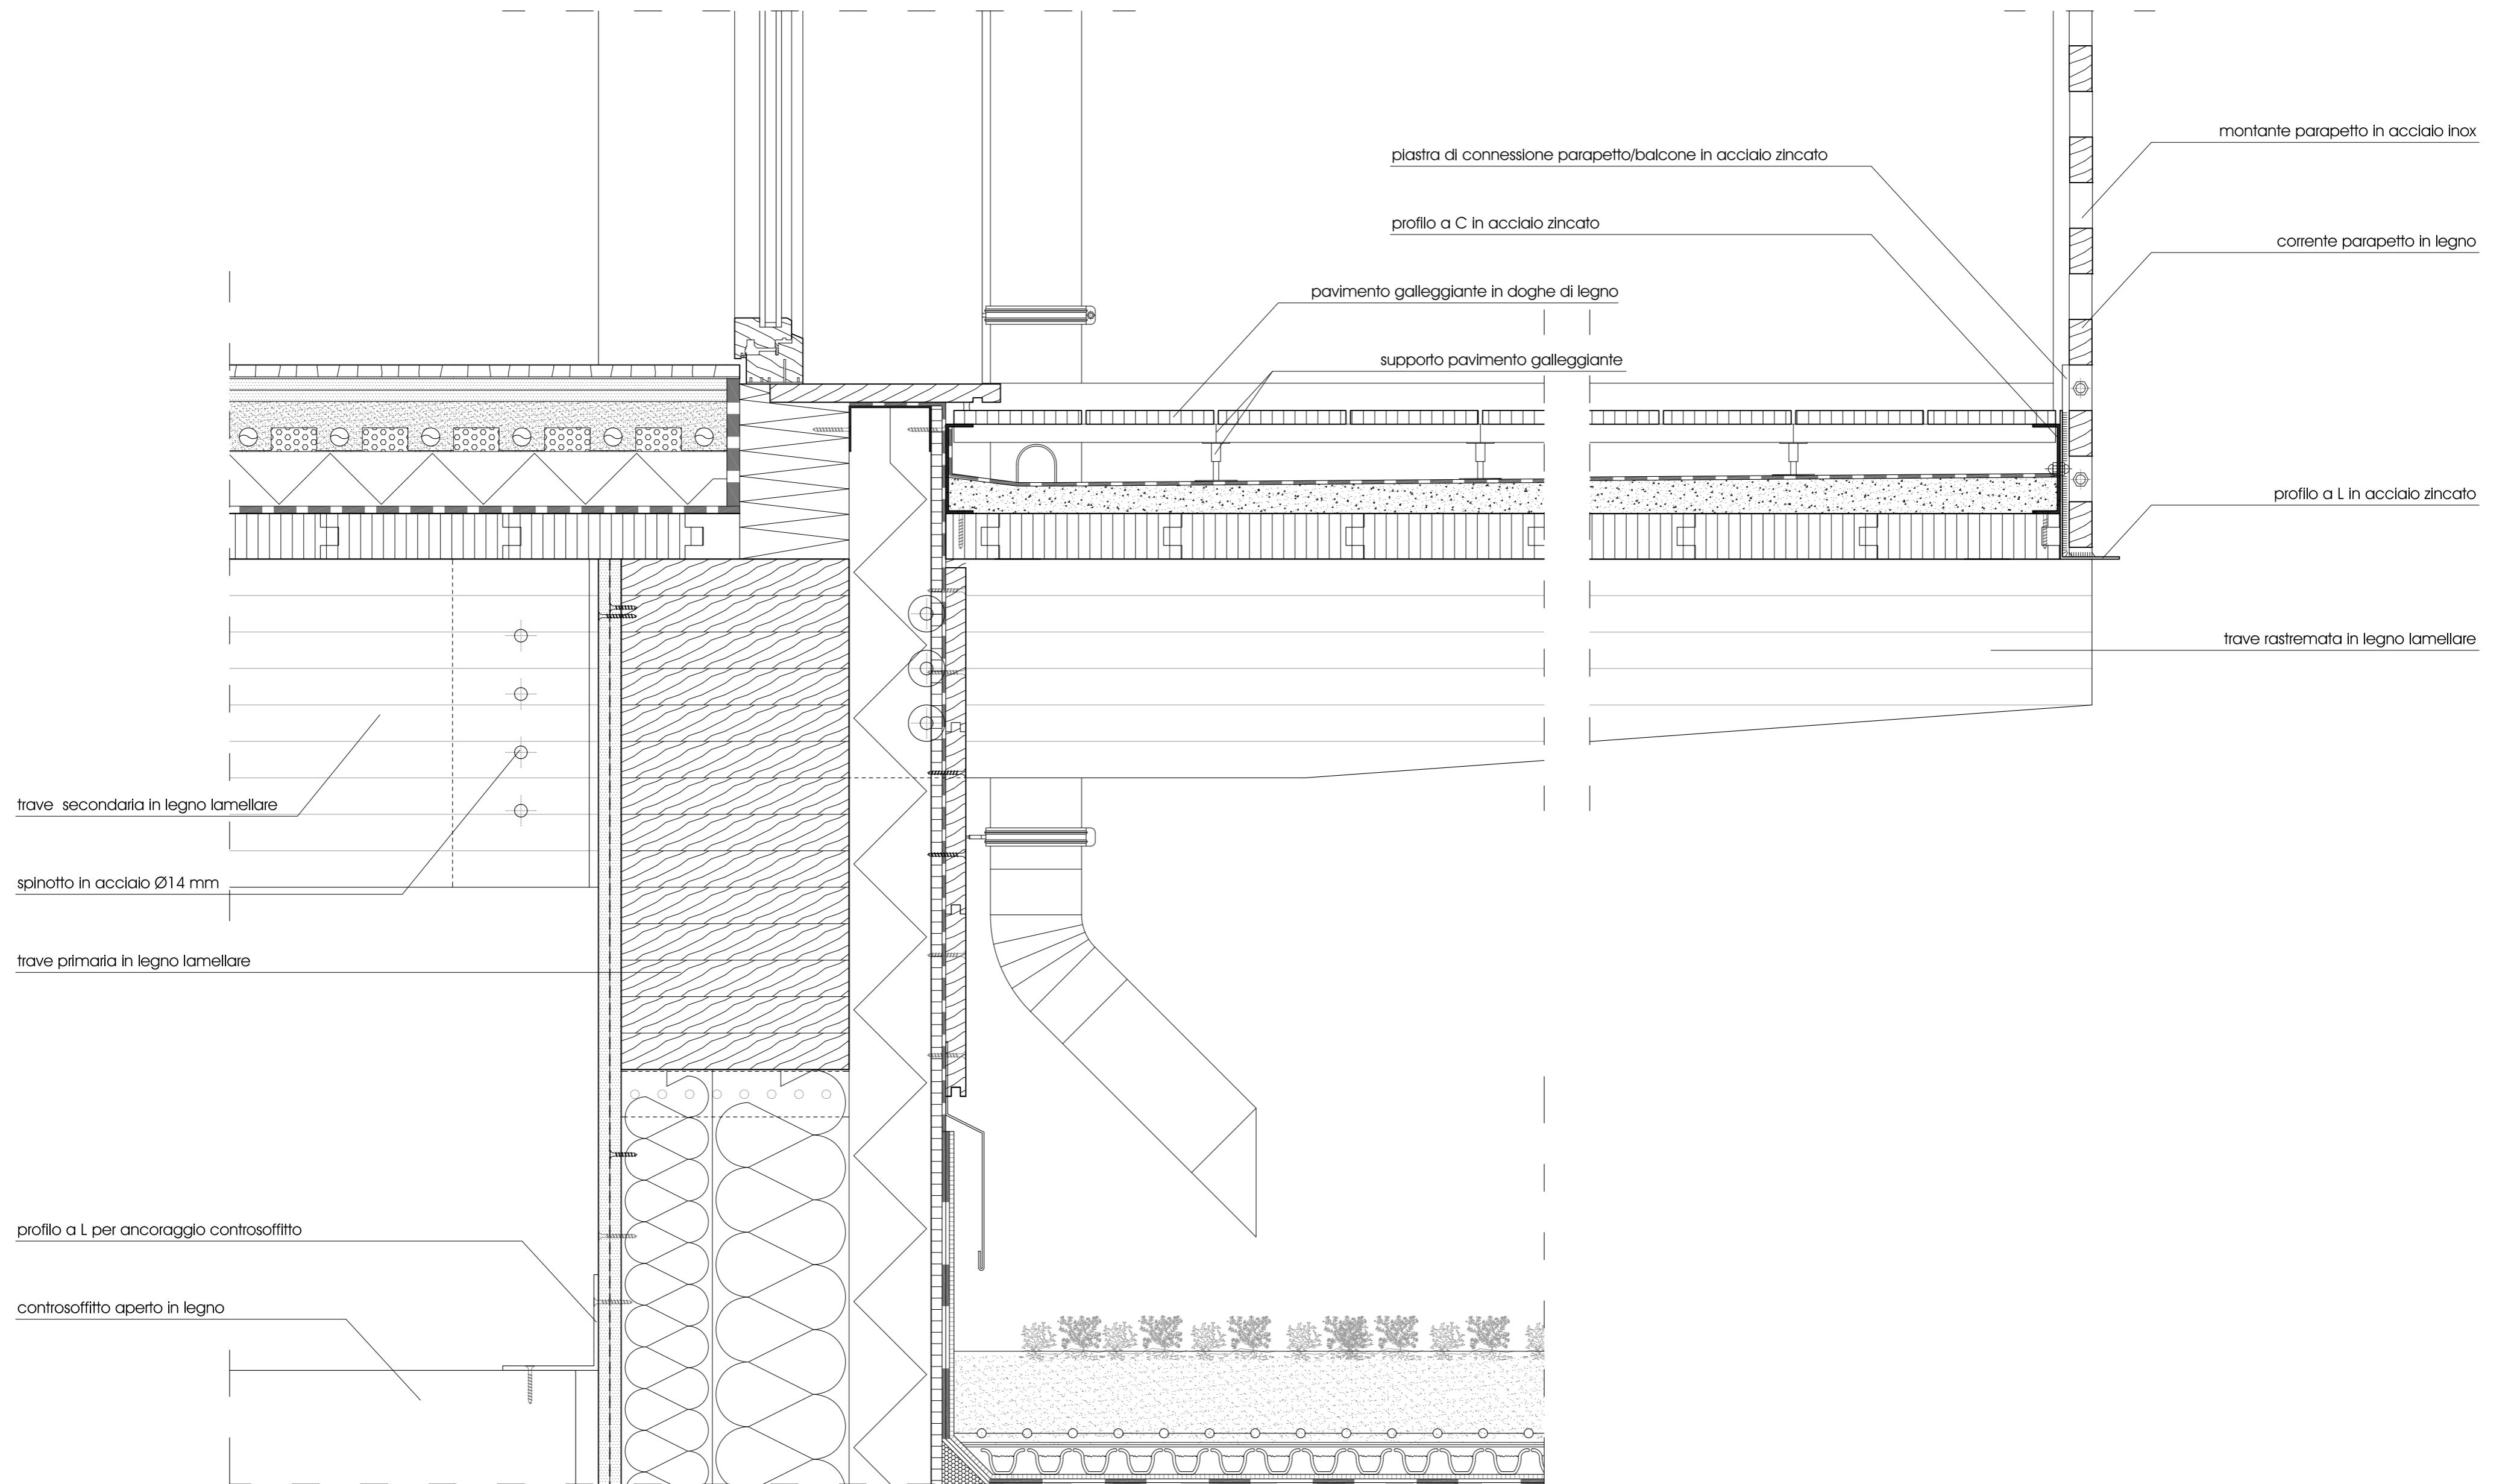 montante parapetto in acciaio inox
piastra di connessione parapetto/balcone in acciaio zincato
profilo a C in acciaio zincato
corrente parapetto in legno
pavimento galleggiante in doghe di legno
supporto pavimento galleggiante
profilo a L in acciaio zincato
trave rastremata in legno lamellare
trave secondaria in legno lamellare
spinotto in acciaio Ø14 mm
trave primaria in legno lamellare
profilo a L per ancoraggio controsoffitto
controsoffitto aperto in legno